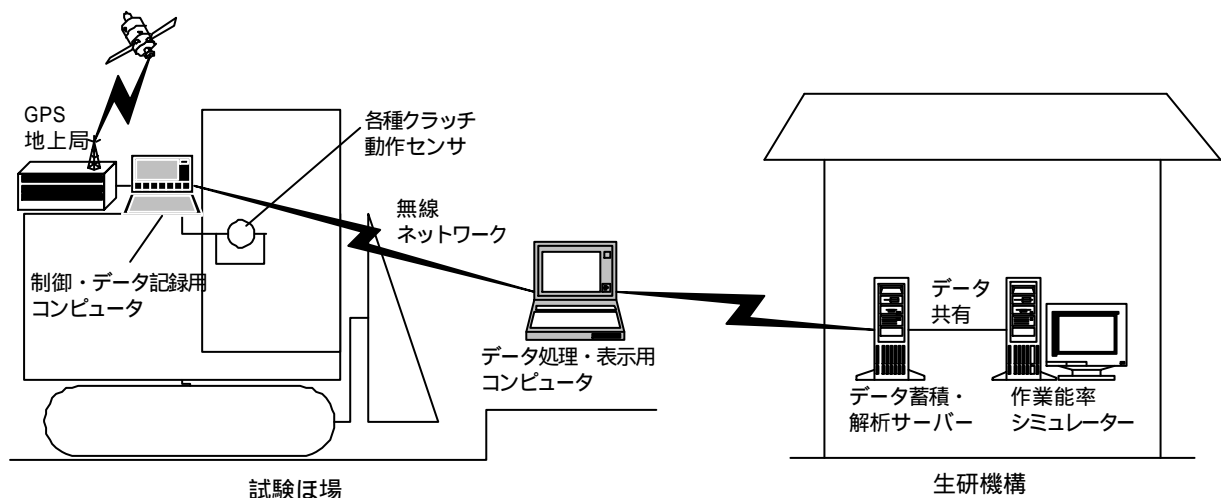 GPS
地上局
各種クラッチ
動作センサ
無線
ネットワーク
制御・データ記録用
コンピュータ
データ処理・表示用
コンピュータ
データ
共有
データ蓄積・
解析サーバー
作業能率
シミュレーター
試験ほ場
生研機構